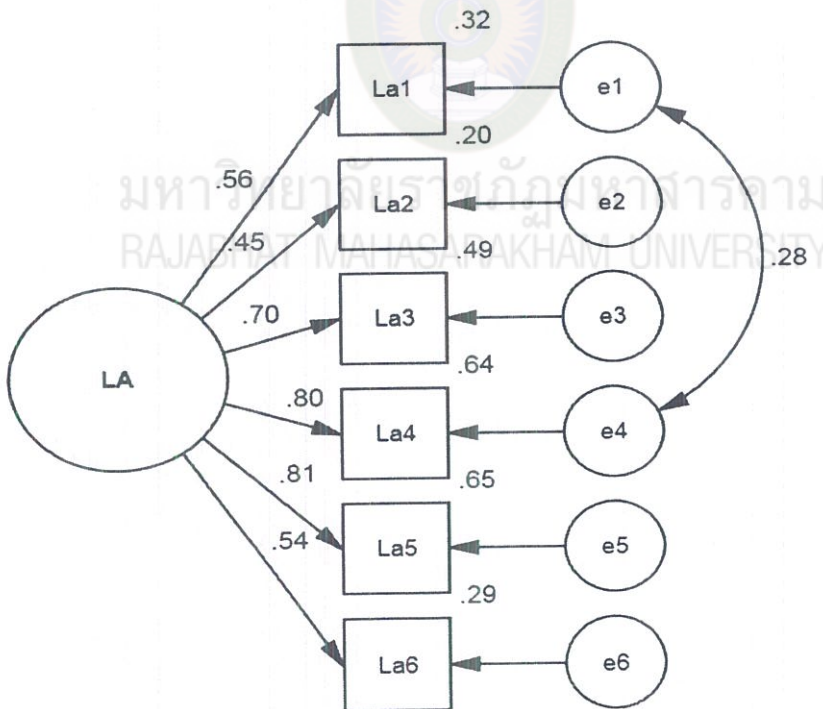 .32
La1
e1
.20
.56
มหาวิทยาลัยราชภัฏมหาสารคาม
La2
e2
.45
RAJABHAT MAHASARAKHAM UNIVERSITY
.49
.28
.70
La3
e3
.64
LA
.80
La4
e4
.65
.81
La5
e5
.54
.29
La6
e6